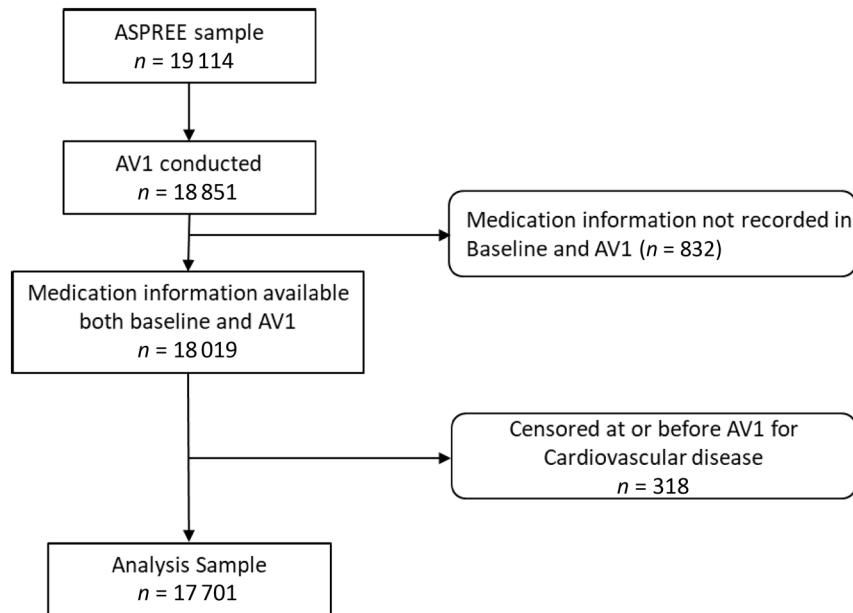 ASPREE sample
n = 19 114
AV1 conducted
n = 18 851
Medication information not recorded in
Baseline and AV1 (n = 832)
Medication information available
both baseline and AV1
n = 18 019
Censored at or before AV1 for
Cardiovascular disease
n = 318
Analysis Sample
n = 17 701